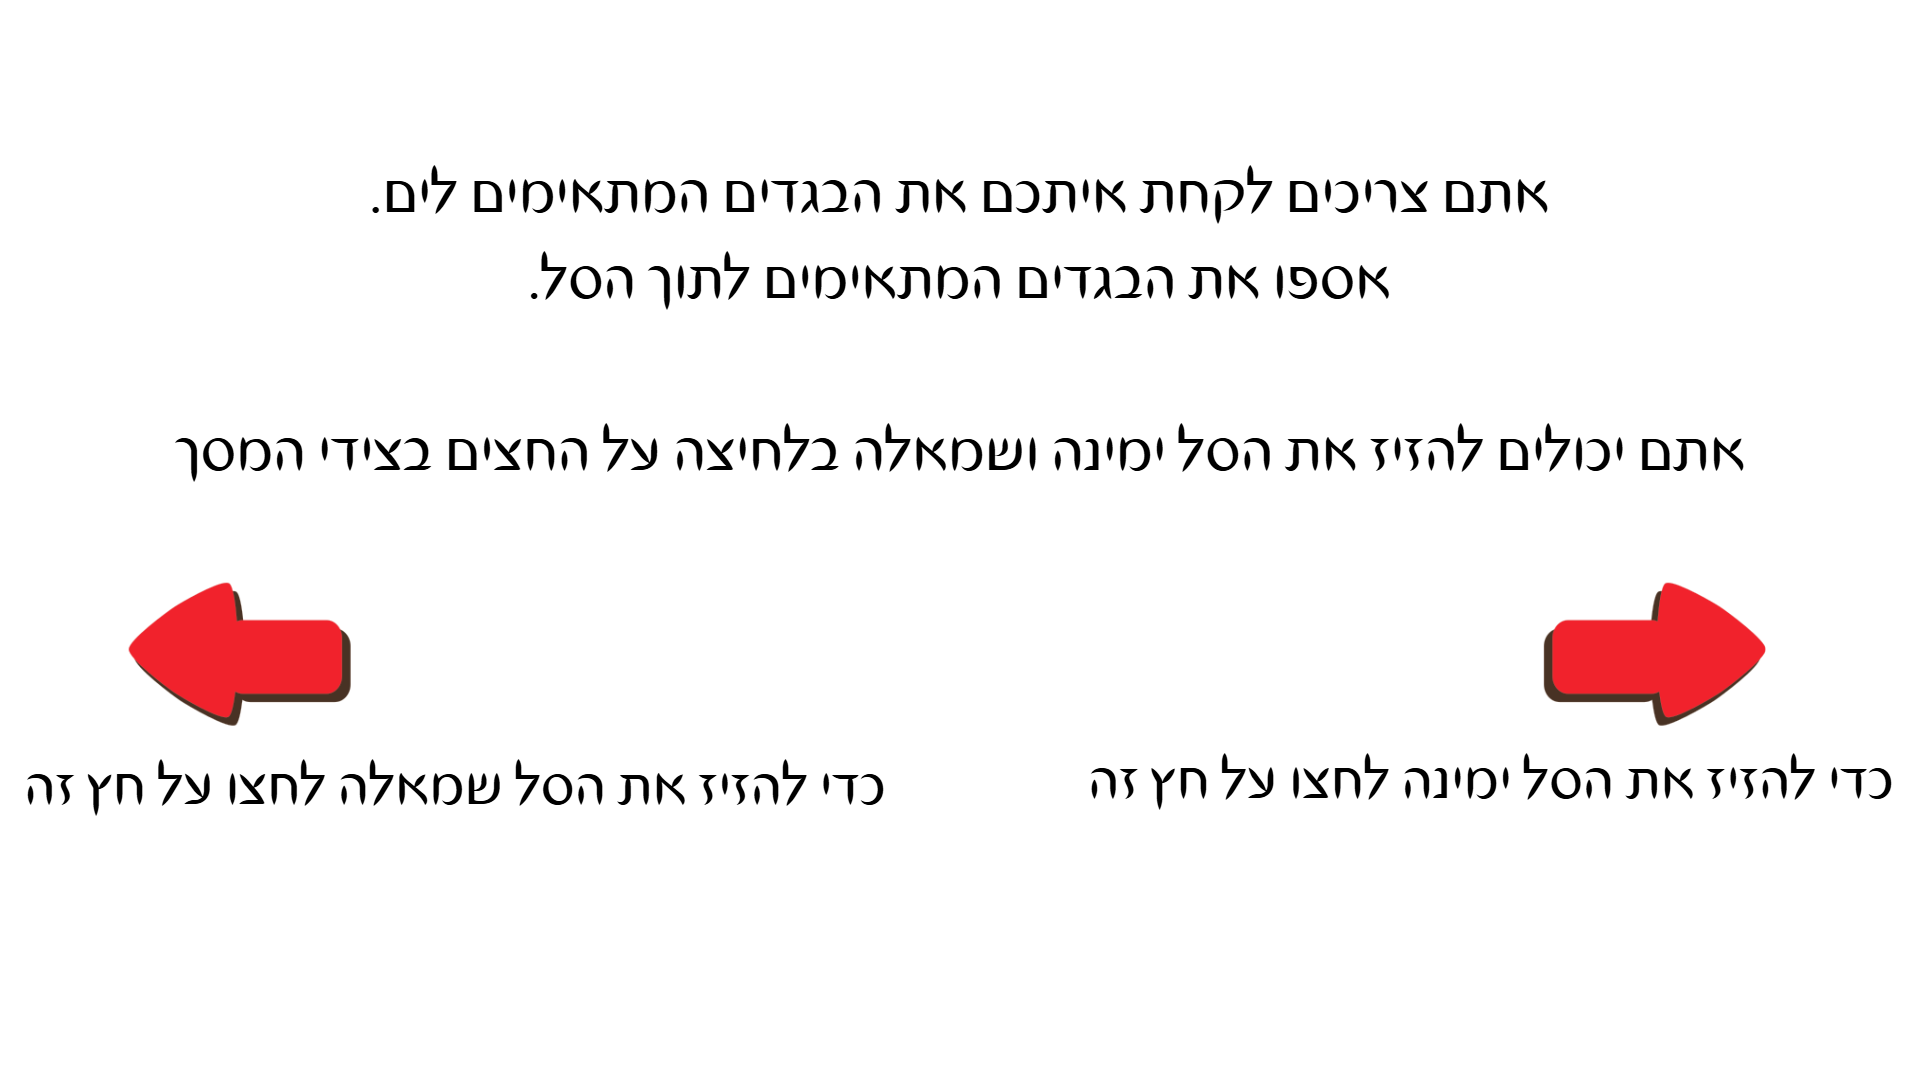 אתם צריכים לקחת איתכם את הבגדים המתאימים לים.
אספו את הבגדים המתאימים לתוך הסל.
אתם יכולים להזיז את הסל ימינה ושמאלה בלחיצה על החצים בצידי המסך
כדי להזיז את הסל ימינה לחצו על חץ זה
כדי להזיז את הסל שמאלה לחצו על חץ זה